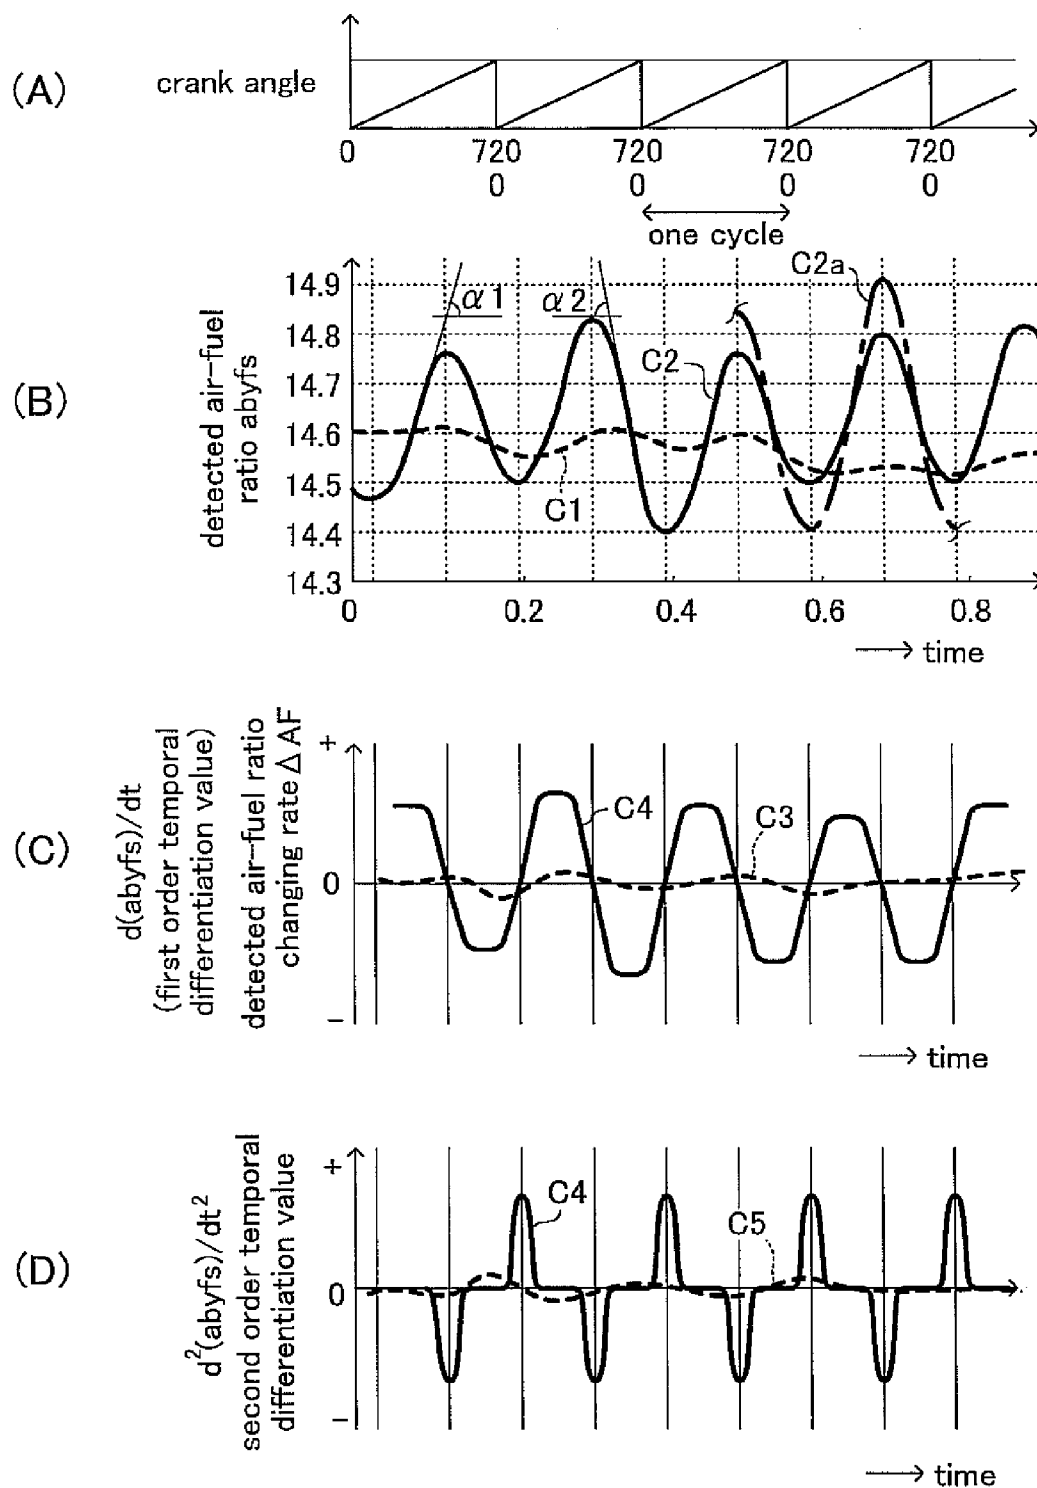 (A)
crank angle
0 720 720 720 720
0 0 0 0
one cycle
(B)
detected air-fuel
ratio abyfs
14.9
14.8
14.7
14.6
14.5
14.4
14.3
α1
α2
C2
C2a
C1
0 0.2 0.4 0.6 0.8
time
(C)
d(abyfs)/dt
(first order temporal
differentiation value)
detected air-fuel ratio
changing rate ΔAF
+
0
−
C4
C3
time
(D)
d²(abyfs)/dt²
second order temporal
differentiation value
+
0
−
C4
C5
time